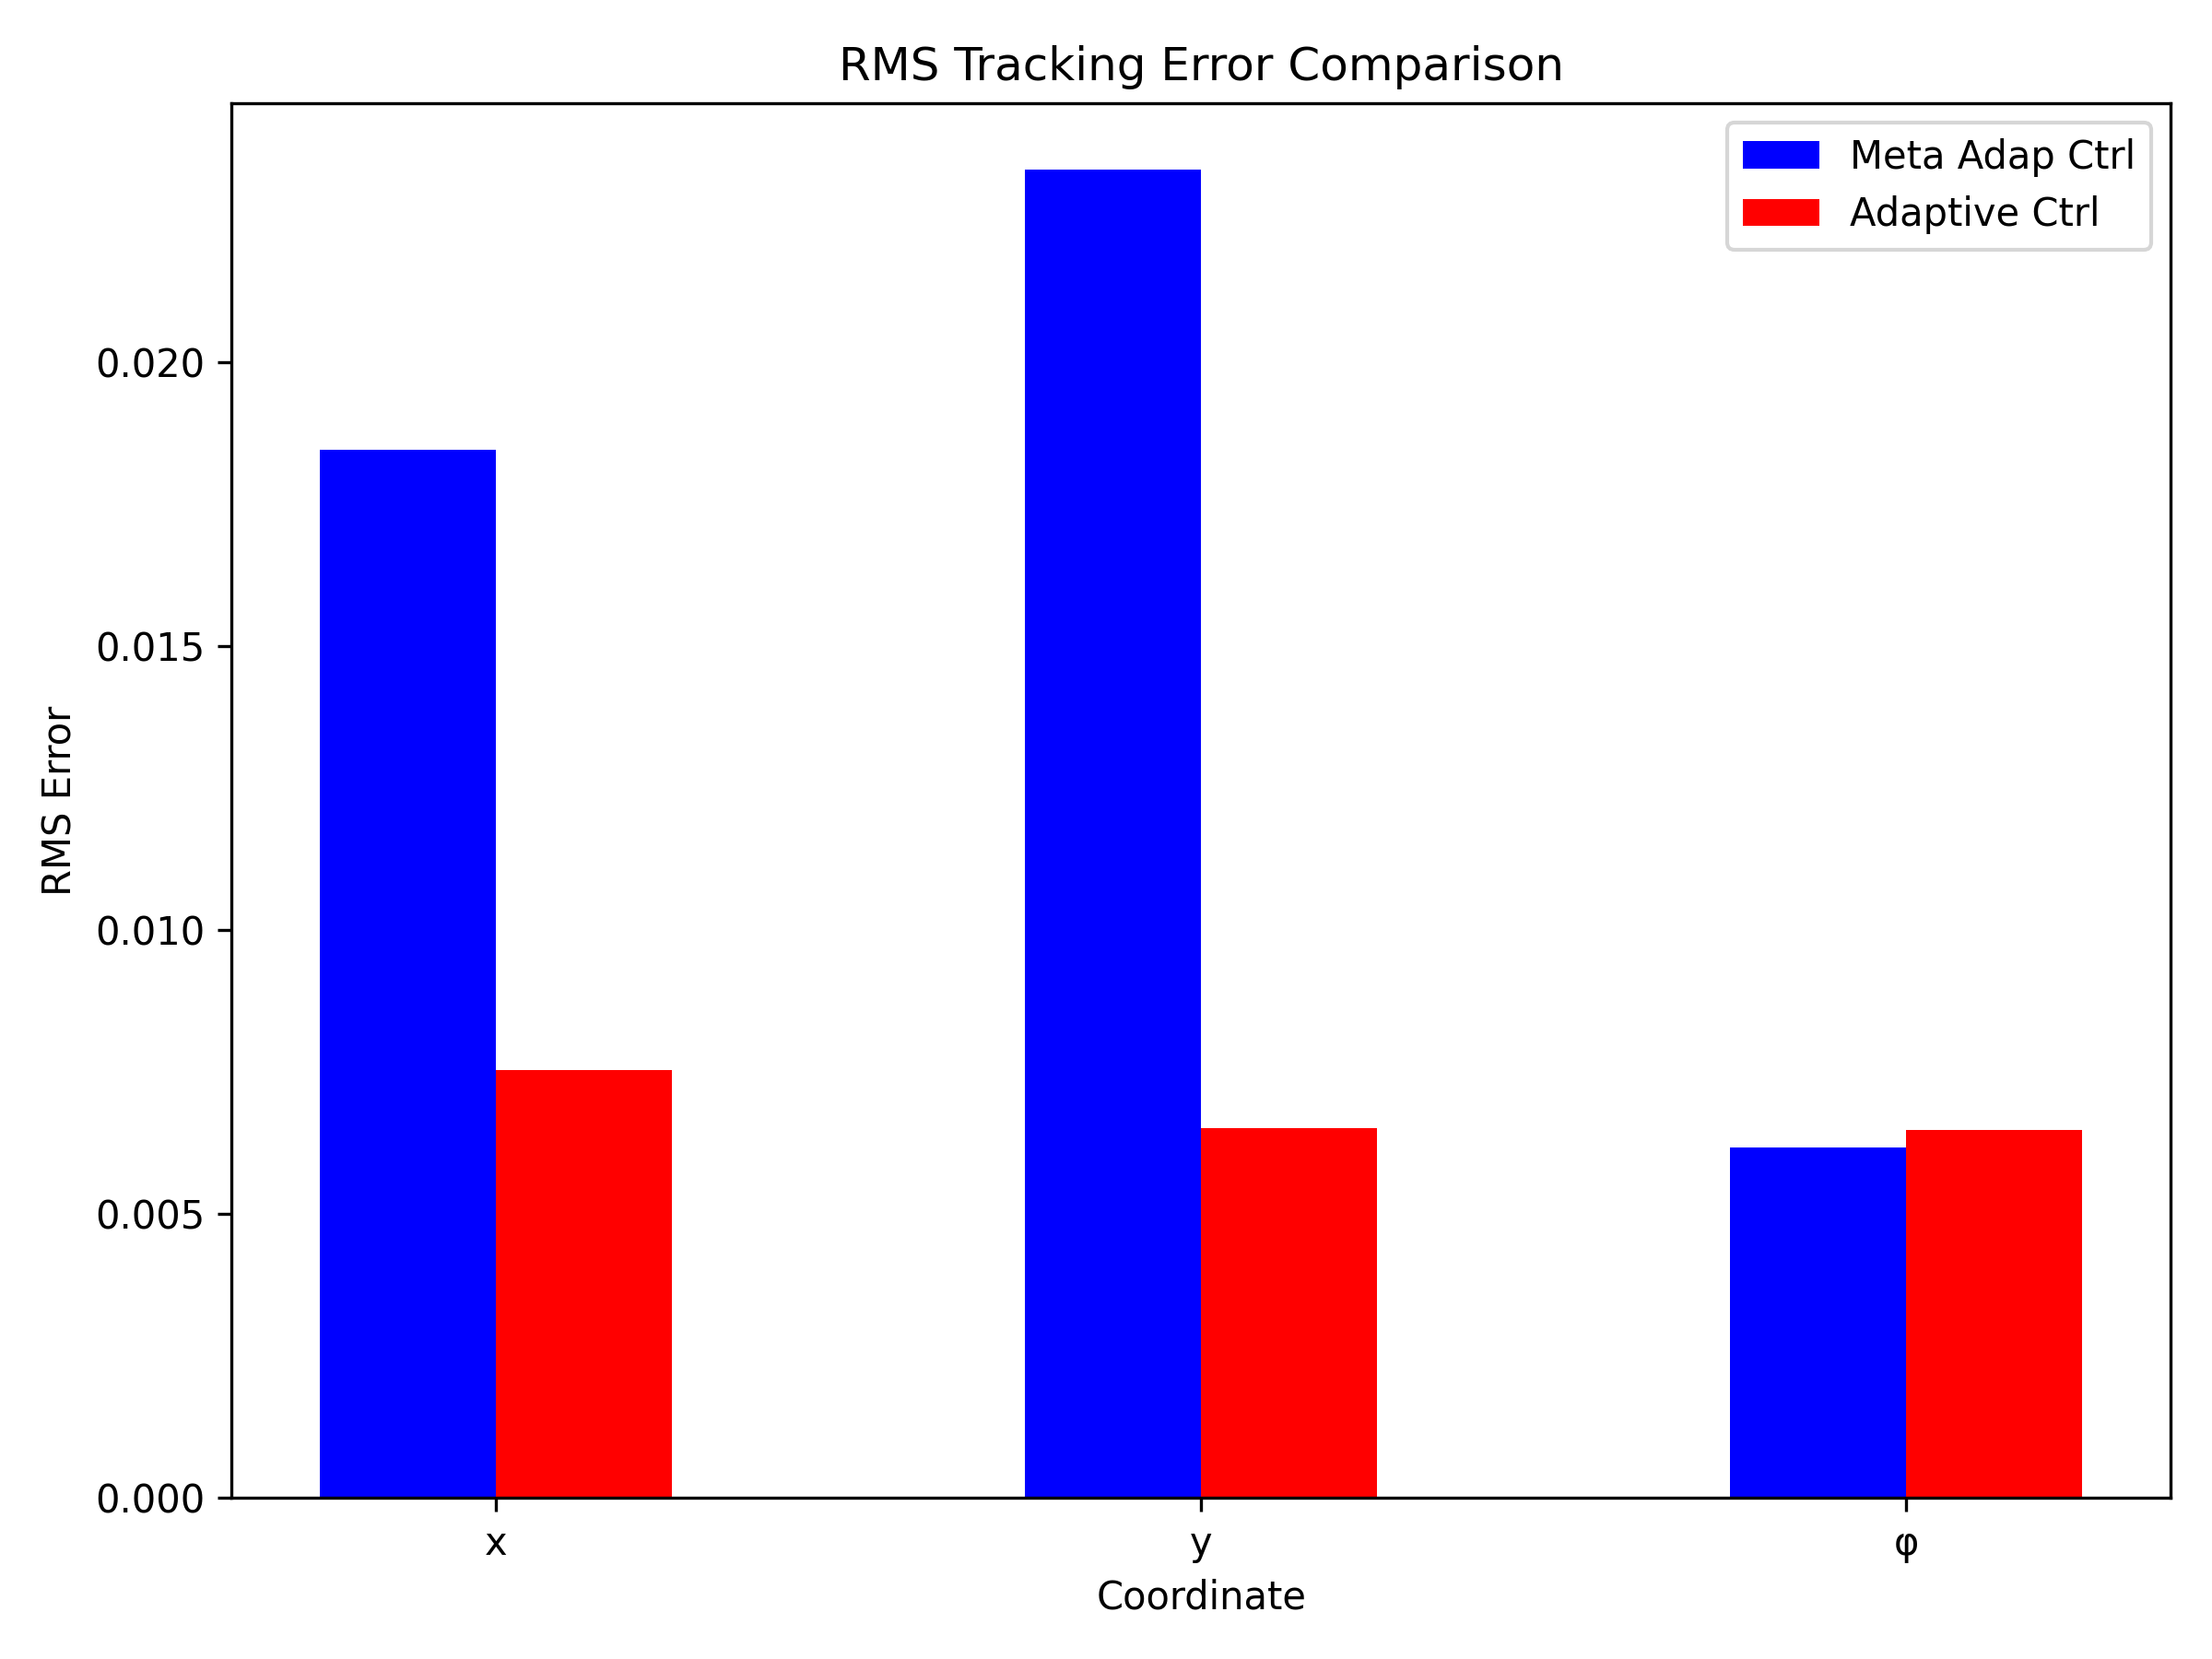 RMS Tracking Error Comparison
Meta Adap Ctrl
Adaptive Ctrl
RMS Error
0.020
0.015
0.010
0.005
0.000
x
y
φ
Coordinate